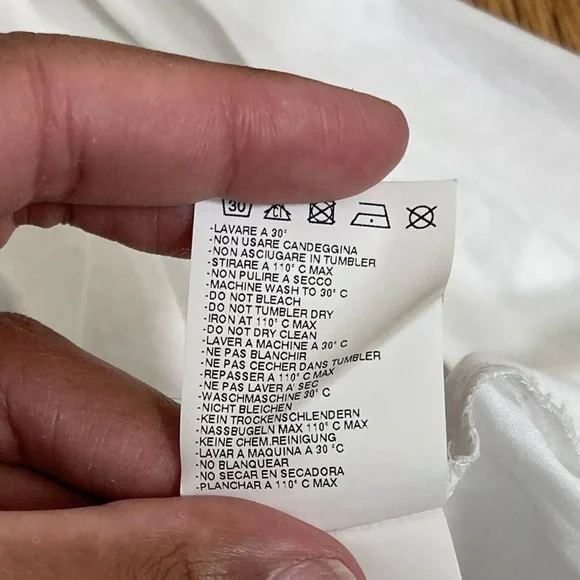 30 CL
-LAVARE A 30°
-NON USARE CANDEGGINA
-NON ASCIUGARE IN TUMBLER
-STIRARE A 110° C MAX
-NON PULIRE A SECCO
-MACHINE WASH TO 30° C
-DO NOT BLEACH
-DO NOT TUMBLER DRY
-IRON AT 110° C MAX
-DO NOT DRY CLEAN
-LAVER A MACHINE A 30° C
-NE PAS BLANCHIR
-NE PAS CECHER DANS TUMBLER
-REPASSER A 110° C MAX
-NE PAS LAVER A' SEC
-WASCHMASCHINE 30° C
-NICHT BLEICHEN
-KEIN TROCKENSCHLENDERN
-NASSBUGELN MAX 110° C MAX
-KEINE CHEM.REINIGUNG
-LAVAR A MAQUINA A 30 °C
-NO BLANQUEAR
-NO SECAR EN SECADORA
-PLANCHAR A 110° C MAX